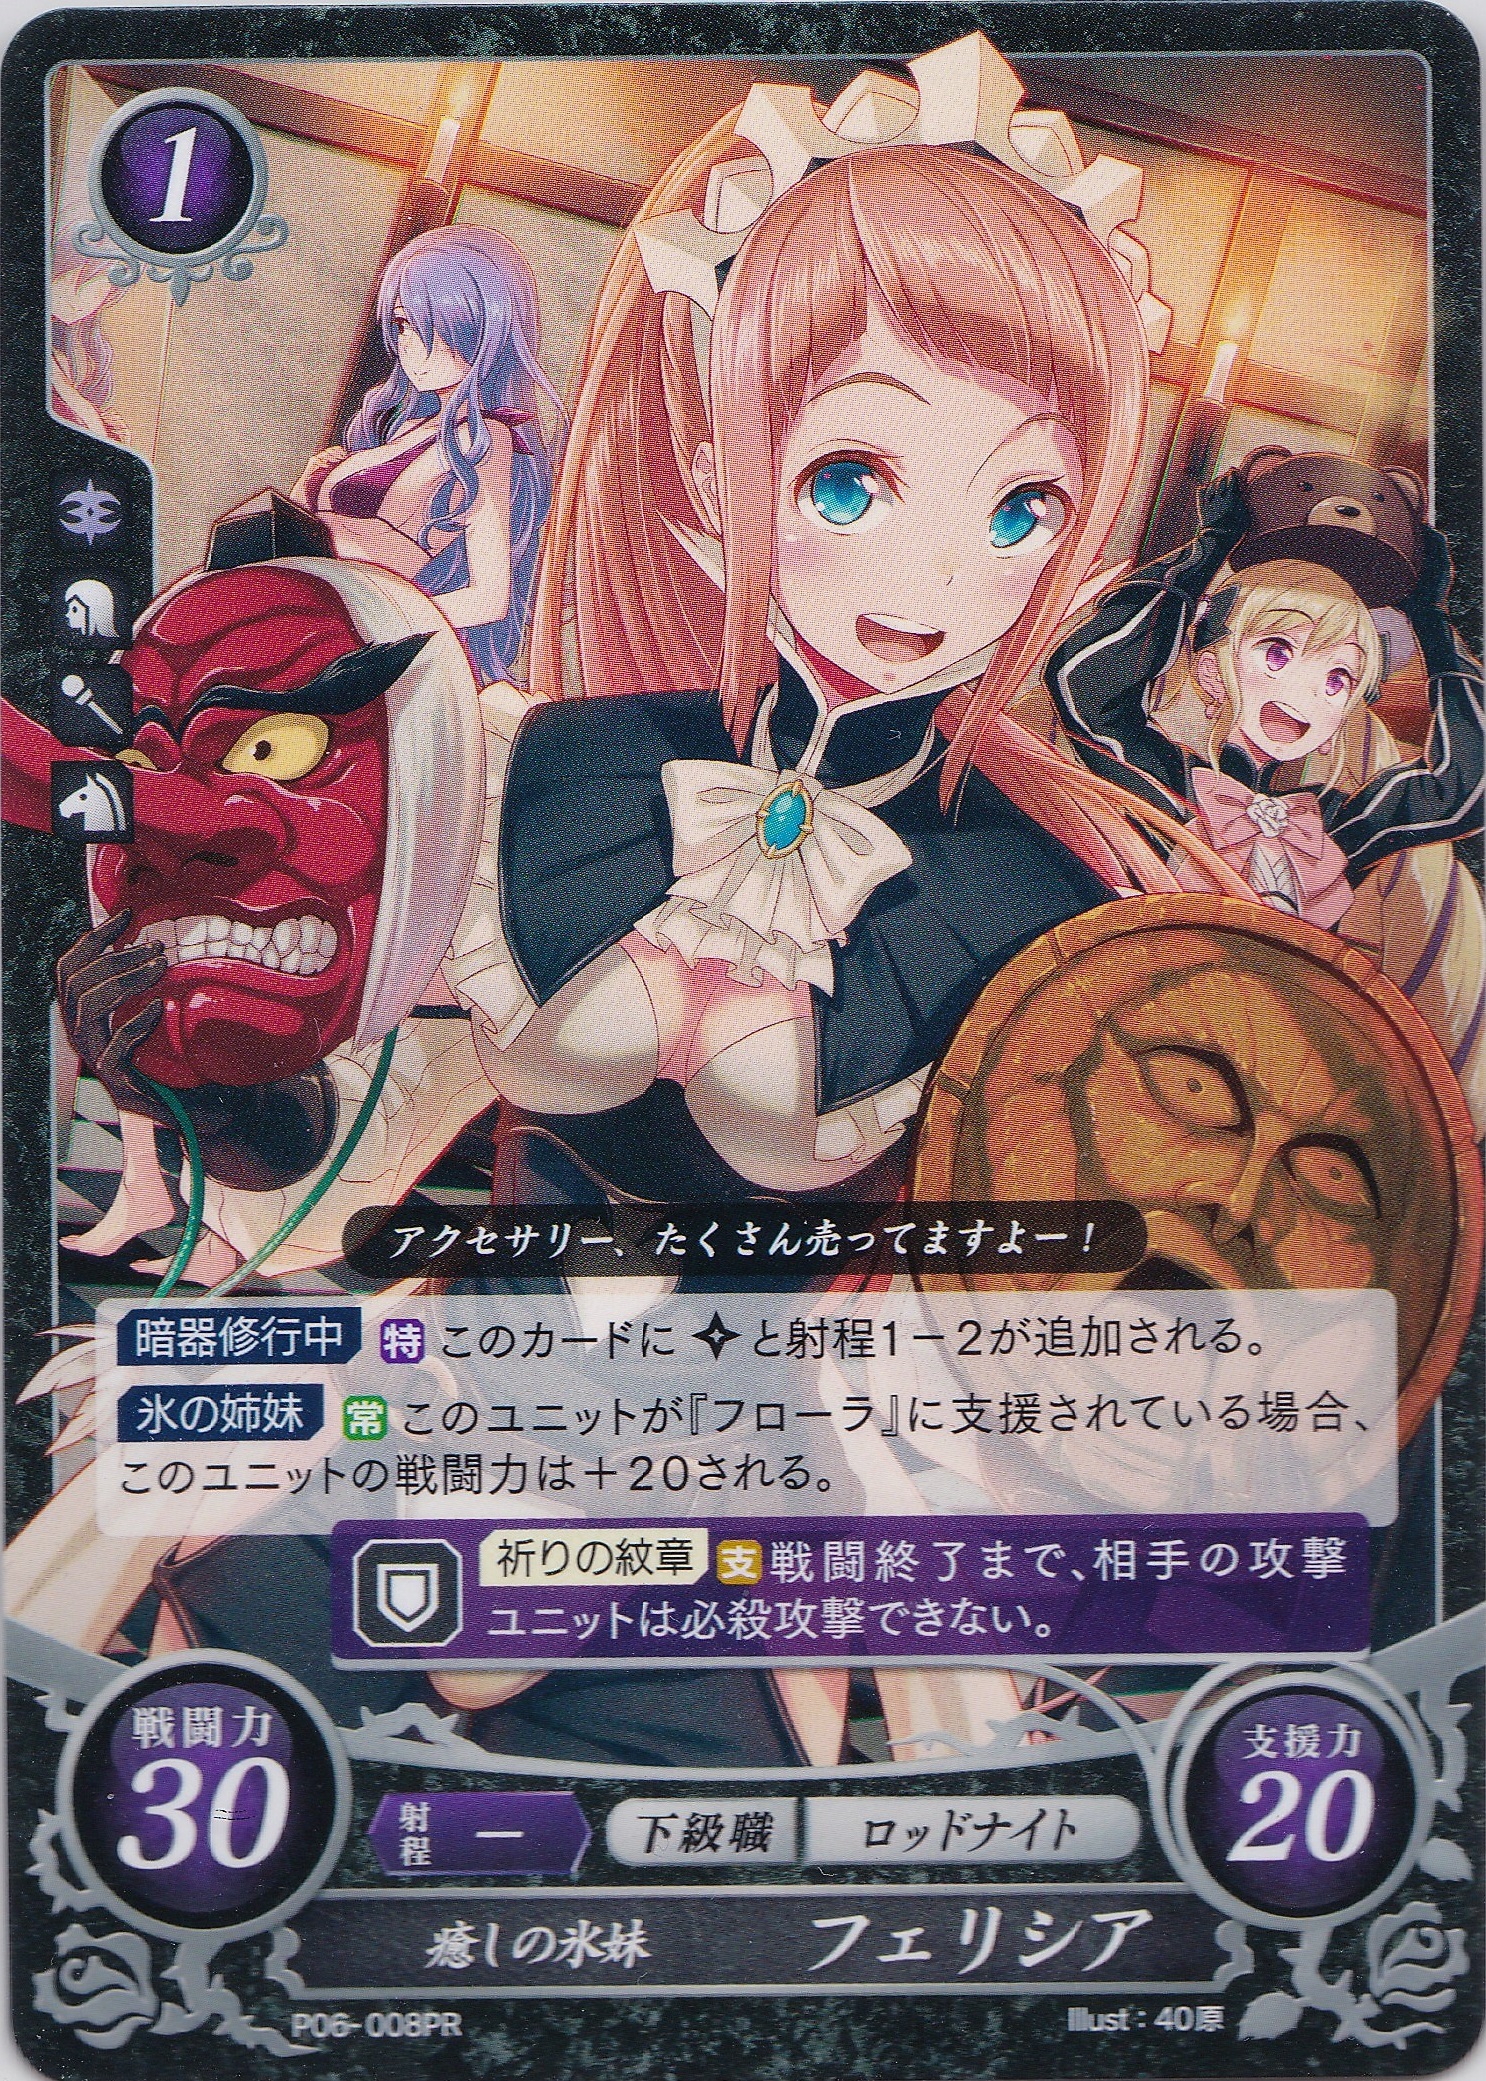 1
アクセサリー、たくさん売ってますよー！
暗器修行中 特 このカードに と射程1－2が追加される。
氷の姉妹 常 このユニットが『フローラ』に支援されている場合、
このユニットの戦闘力は＋20される。
祈りの紋章 支 戦闘終了まで、相手の攻撃
ユニットは必殺攻撃できない。
戦闘力
30
射程 －
下級職 ロッドナイト
支援力
20
癒しの氷妹 フェリシア
P06-008PR
Illust：40原